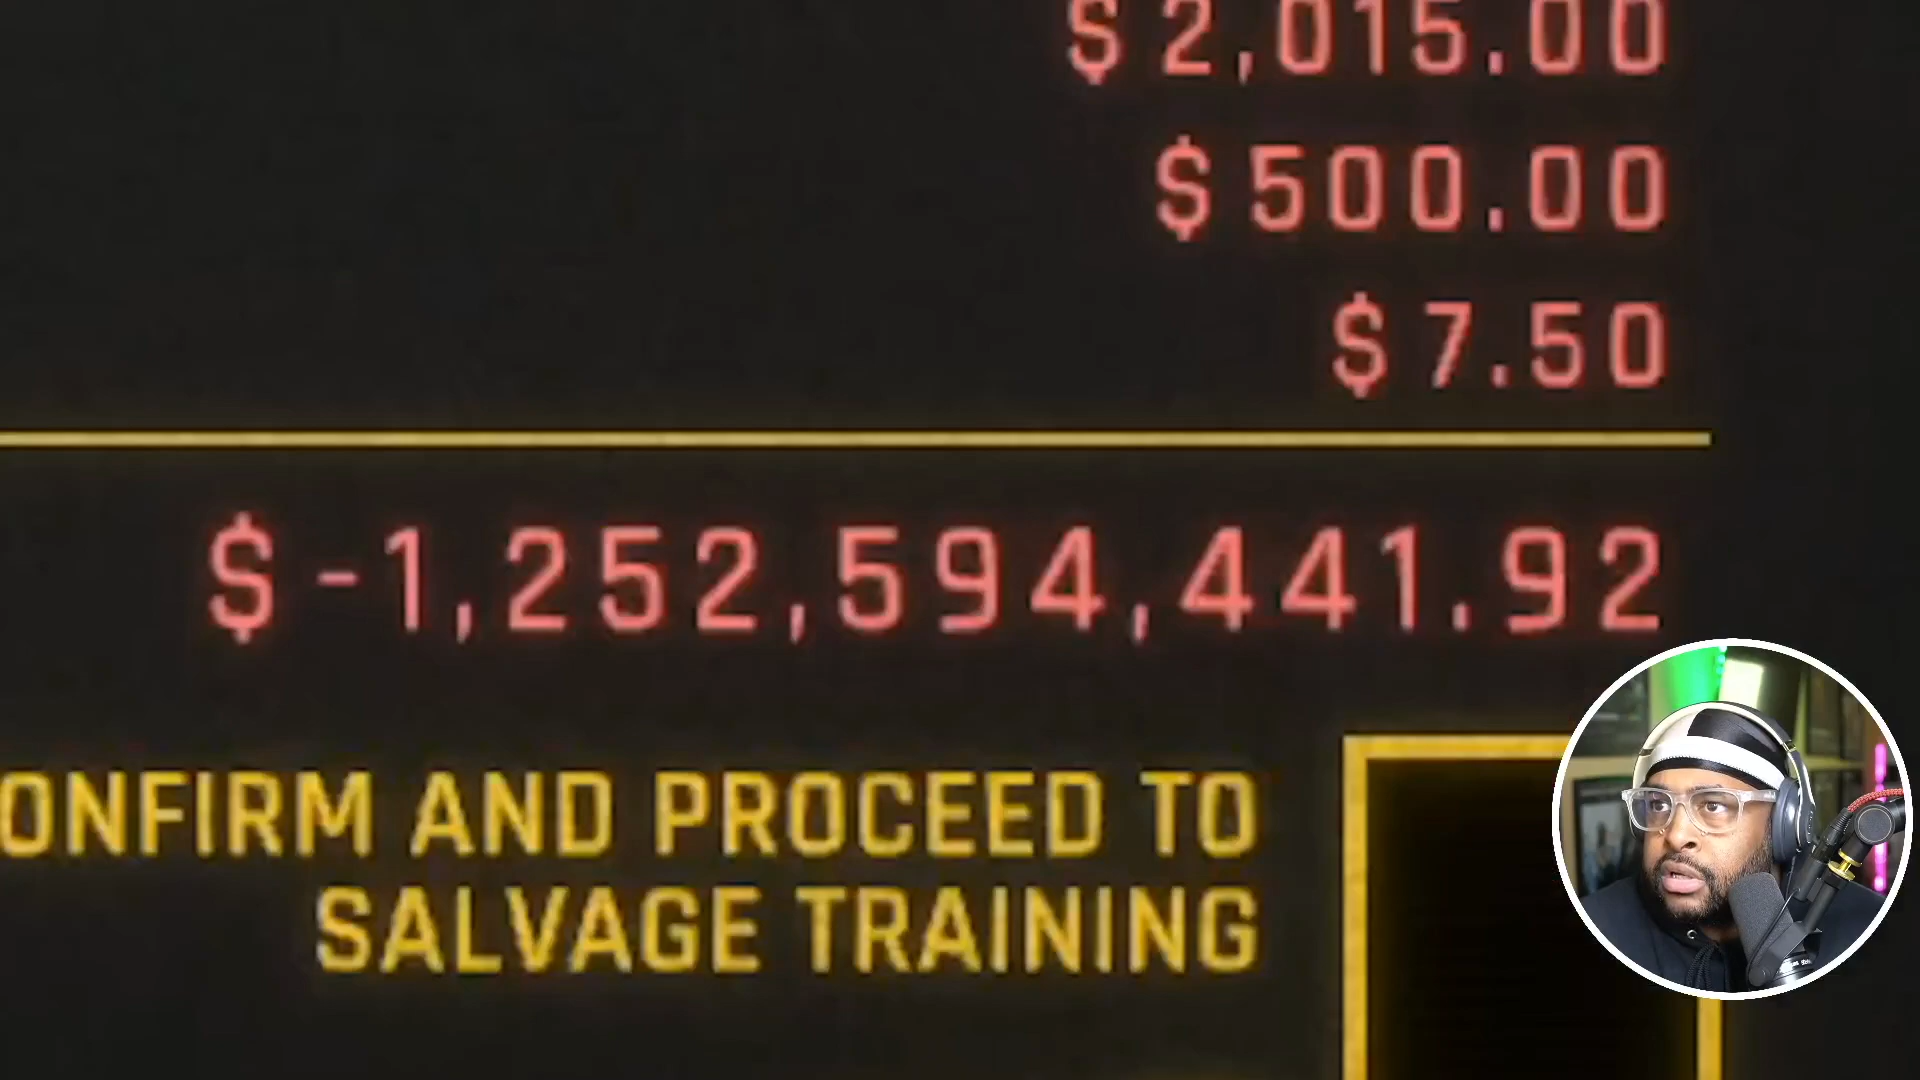 $2,015.00
$500.00
$7.50
$-1,252,594,441.92
ONFIRM AND PROCEED TO
SALVAGE TRAINING